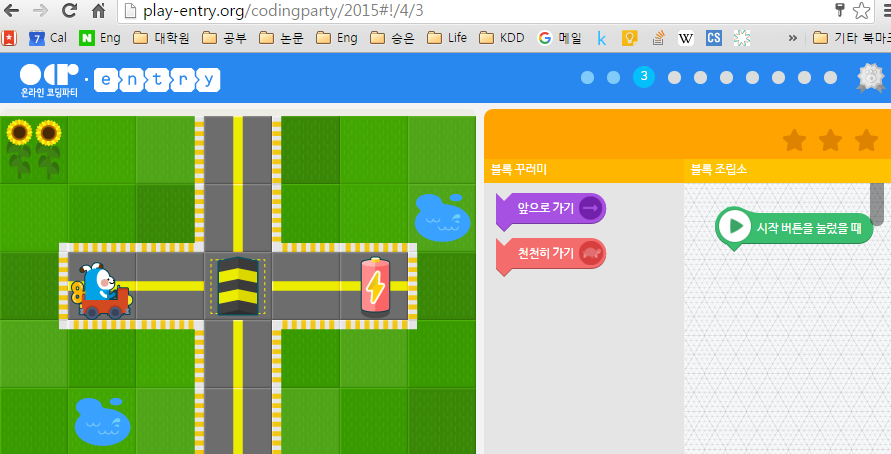 play-entry.org/codingparty/2015#!/4/3
7 Cal N Eng 대학원 공부 논문 Eng 승은 Life KDD G 메일 k W CS » 기타 북마크
ocp · entry
온라인 코딩파티
3
블록 꾸러미 블록 조립소
앞으로 가기
천천히 가기
시작 버튼을 눌렀을 때